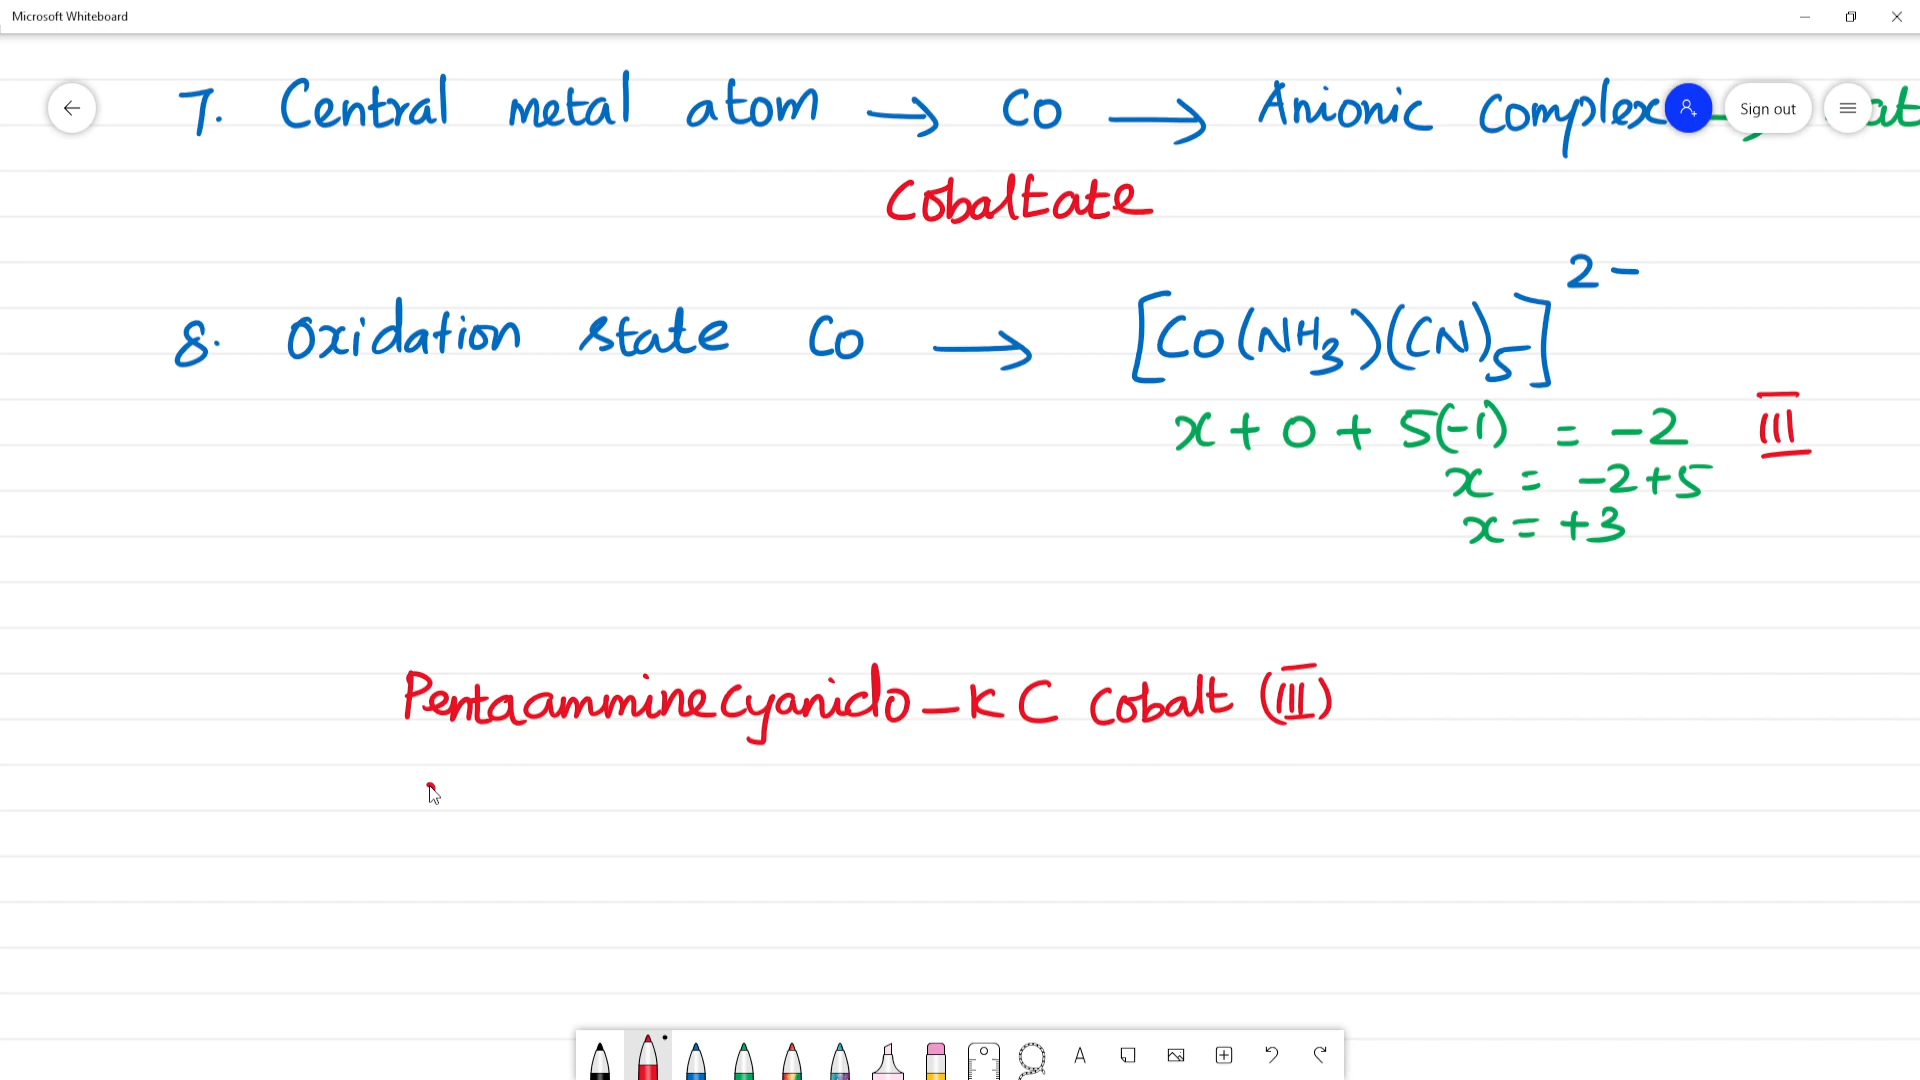 Microsoft Whiteboard
7. Central metal atom → Co → Anionic complex → at
Sign out
Cobaltate
8. Oxidation state Co → [Co(NH₃)(CN)₅]²⁻
x + 0 + 5(-1) = -2 III
x = -2+5
x = +3
Pentaamminecyanido-κC cobalt (III)
A